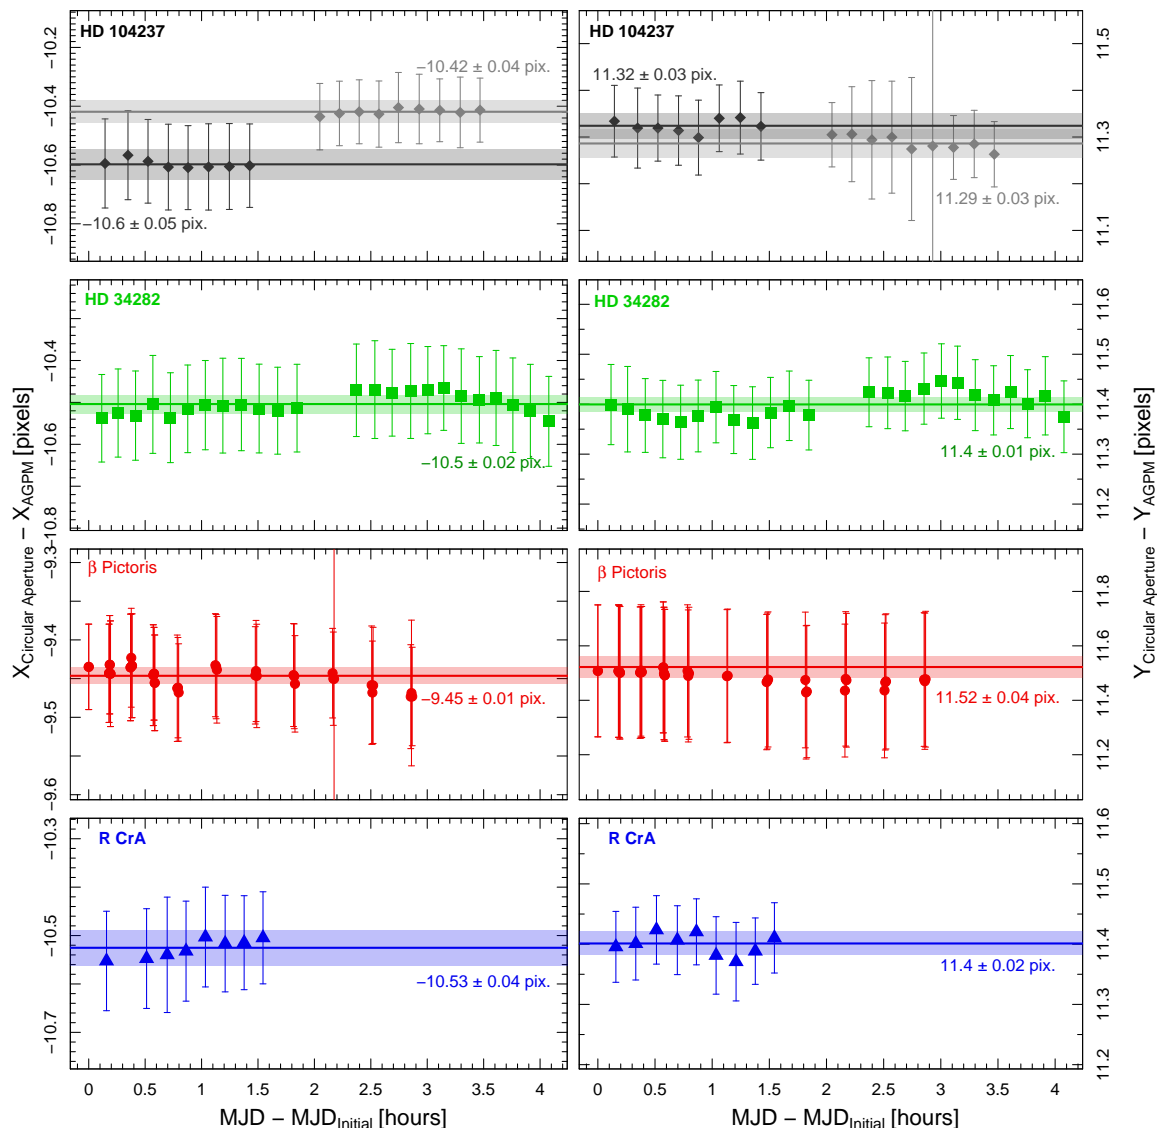 HD 104237
−10.42 ± 0.04 pix.
−10.6 ± 0.05 pix.
−10.2
−10.4
−10.6
−10.8
HD 104237
11.32 ± 0.03 pix.
11.29 ± 0.03 pix.
11.5
11.3
11.1
HD 34282
−10.5 ± 0.02 pix.
−10.4
−10.6
−10.8
HD 34282
11.4 ± 0.01 pix.
11.6
11.5
11.4
11.3
11.2
β Pictoris
−9.45 ± 0.01 pix.
−9.3
−9.4
−9.5
−9.6
β Pictoris
11.52 ± 0.04 pix.
11.8
11.6
11.4
11.2
R CrA
−10.53 ± 0.04 pix.
−10.3
−10.5
−10.7
R CrA
11.4 ± 0.02 pix.
11.6
11.5
11.4
11.3
11.2
0 0.5 1 1.5 2 2.5 3 3.5 4
0 0.5 1 1.5 2 2.5 3 3.5 4
MJD − MJDInitial [hours]
MJD − MJDInitial [hours]
XCircular Aperture − XAGPM [pixels]
YCircular Aperture − YAGPM [pixels]